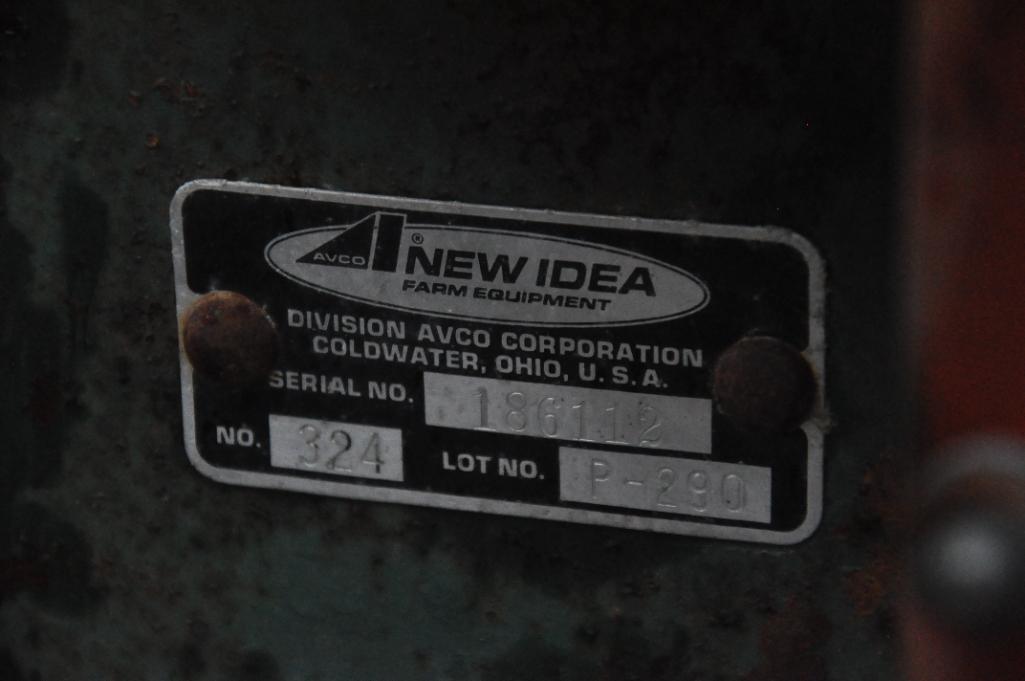 AVCO ® NEW IDEA
FARM EQUIPMENT
DIVISION AVCO CORPORATION
COLDWATER, OHIO, U. S. A.
SERIAL NO. 186112
NO. 324 LOT NO. P-290